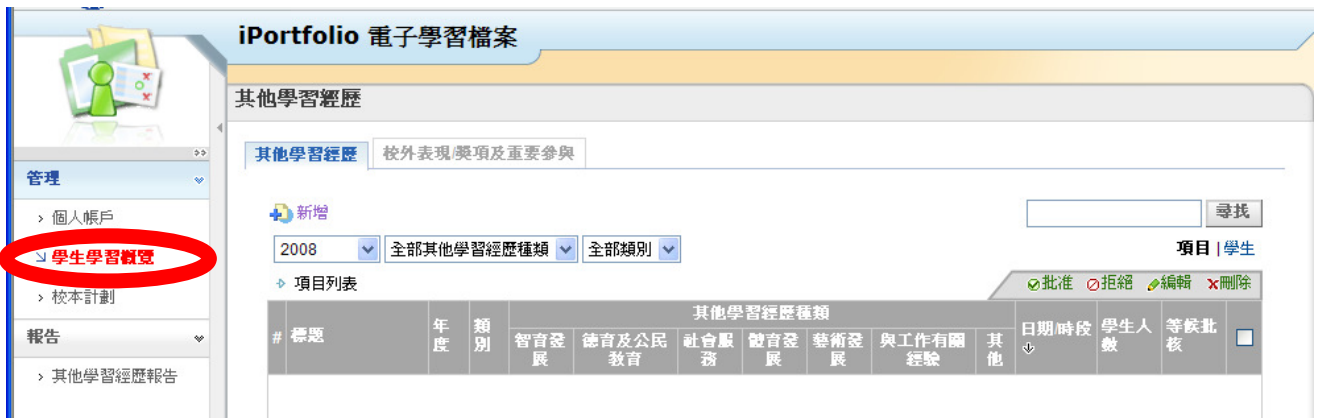 iPortfolio 電子學習檔案
其他學習經歷
其他學習經歷 校外表現/獎項及重要參與
管理
個人帳戶
學生學習概覽
校本計劃
報告
其他學習經歷報告
新增 尋找
2008 全部其他學習經歷種類 全部類別 項目 | 學生
項目列表 批准 拒絕 編輯 刪除
其他學習經歷種類
# 標題 年度 類別 智育發展 德育及公民教育 社會服務 體育發展 藝術發展 與工作有關經驗 其他 日期/時段 學生人數 等候批核